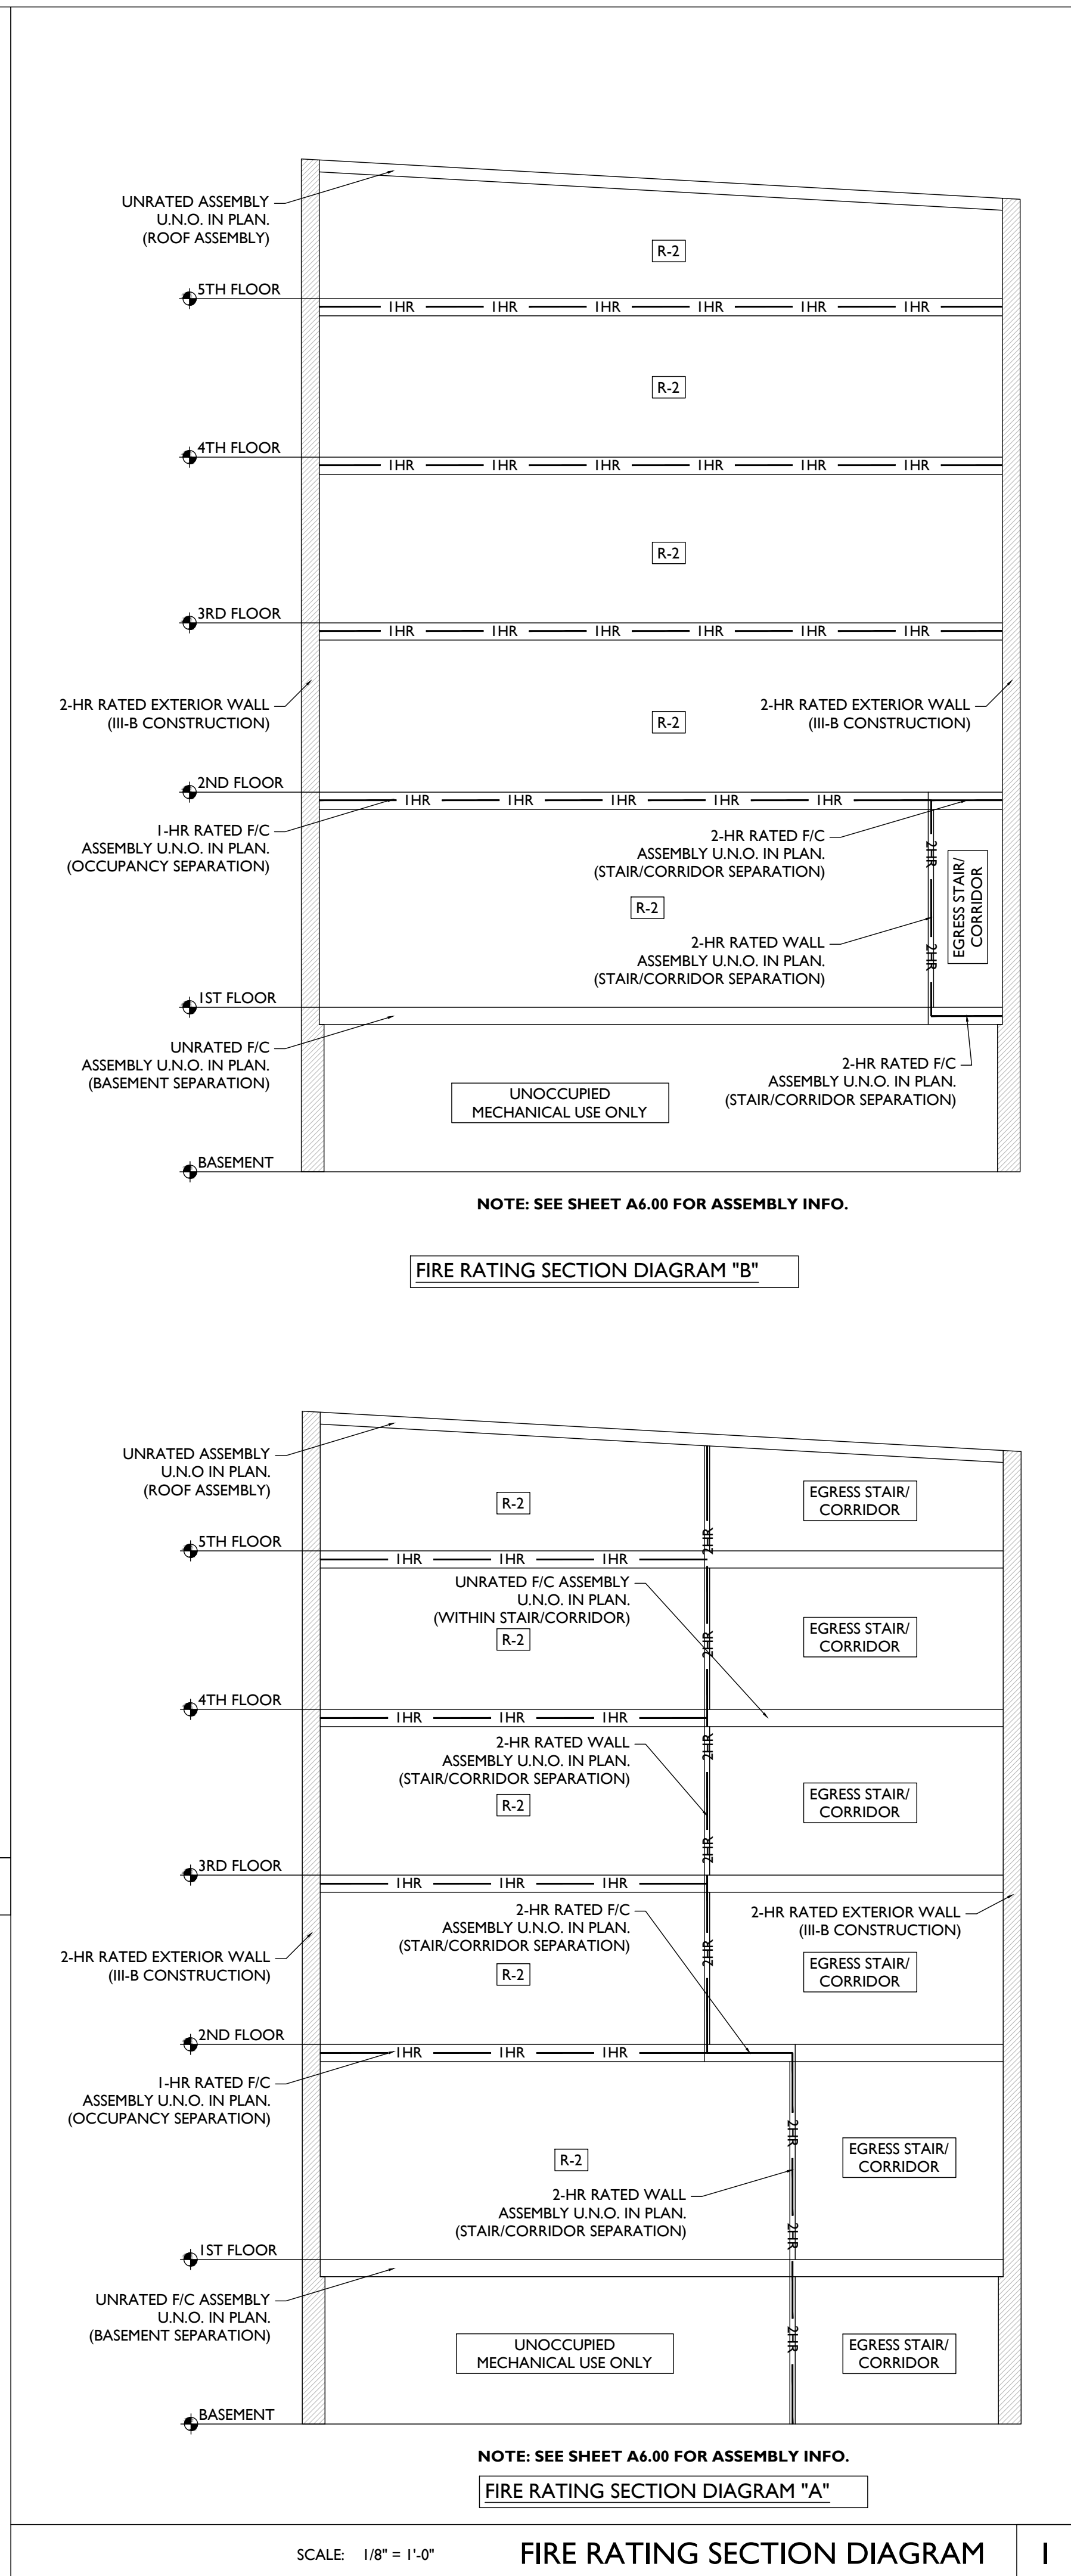 UNRATED ASSEMBLY
U.N.O. IN PLAN.
(ROOF ASSEMBLY)
R-2
5TH FLOOR
1HR 1HR 1HR 1HR 1HR 1HR
R-2
4TH FLOOR
1HR 1HR 1HR 1HR 1HR 1HR
R-2
3RD FLOOR
1HR 1HR 1HR 1HR 1HR 1HR
2-HR RATED EXTERIOR WALL
(III-B CONSTRUCTION)
R-2
2-HR RATED EXTERIOR WALL
(III-B CONSTRUCTION)
2ND FLOOR
1HR 1HR 1HR 1HR 1HR
1-HR RATED F/C
ASSEMBLY U.N.O. IN PLAN.
(OCCUPANCY SEPARATION)
2-HR RATED F/C
ASSEMBLY U.N.O. IN PLAN.
(STAIR/CORRIDOR SEPARATION)
2HR
EGRESS STAIR/
CORRIDOR
R-2
2-HR RATED WALL
ASSEMBLY U.N.O. IN PLAN.
(STAIR/CORRIDOR SEPARATION)
2HR
1ST FLOOR
UNRATED F/C
ASSEMBLY U.N.O. IN PLAN.
(BASEMENT SEPARATION)
2-HR RATED F/C
ASSEMBLY U.N.O. IN PLAN.
(STAIR/CORRIDOR SEPARATION)
UNOCCUPIED
MECHANICAL USE ONLY
BASEMENT
NOTE: SEE SHEET A6.00 FOR ASSEMBLY INFO.
FIRE RATING SECTION DIAGRAM "B"
UNRATED ASSEMBLY
U.N.O IN PLAN.
(ROOF ASSEMBLY)
R-2
EGRESS STAIR/
CORRIDOR
5TH FLOOR
2HR
1HR 1HR 1HR
UNRATED F/C ASSEMBLY
U.N.O. IN PLAN.
(WITHIN STAIR/CORRIDOR)
R-2
2HR
EGRESS STAIR/
CORRIDOR
4TH FLOOR
1HR 1HR 1HR
2HR
2-HR RATED WALL
ASSEMBLY U.N.O. IN PLAN.
(STAIR/CORRIDOR SEPARATION)
R-2
EGRESS STAIR/
CORRIDOR
2HR
3RD FLOOR
1HR 1HR 1HR
2-HR RATED F/C
ASSEMBLY U.N.O. IN PLAN.
(STAIR/CORRIDOR SEPARATION)
2HR
2-HR RATED EXTERIOR WALL
(III-B CONSTRUCTION)
2-HR RATED EXTERIOR WALL
(III-B CONSTRUCTION)
R-2
EGRESS STAIR/
CORRIDOR
2ND FLOOR
1HR 1HR 1HR
1-HR RATED F/C
ASSEMBLY U.N.O. IN PLAN.
(OCCUPANCY SEPARATION)
2HR
R-2
EGRESS STAIR/
CORRIDOR
2-HR RATED WALL
ASSEMBLY U.N.O. IN PLAN.
(STAIR/CORRIDOR SEPARATION)
2HR
1ST FLOOR
UNRATED F/C ASSEMBLY
U.N.O. IN PLAN.
(BASEMENT SEPARATION)
UNOCCUPIED
MECHANICAL USE ONLY
2HR
EGRESS STAIR/
CORRIDOR
BASEMENT
NOTE: SEE SHEET A6.00 FOR ASSEMBLY INFO.
FIRE RATING SECTION DIAGRAM "A"
SCALE: 1/8" = 1'-0"
FIRE RATING SECTION DIAGRAM
1